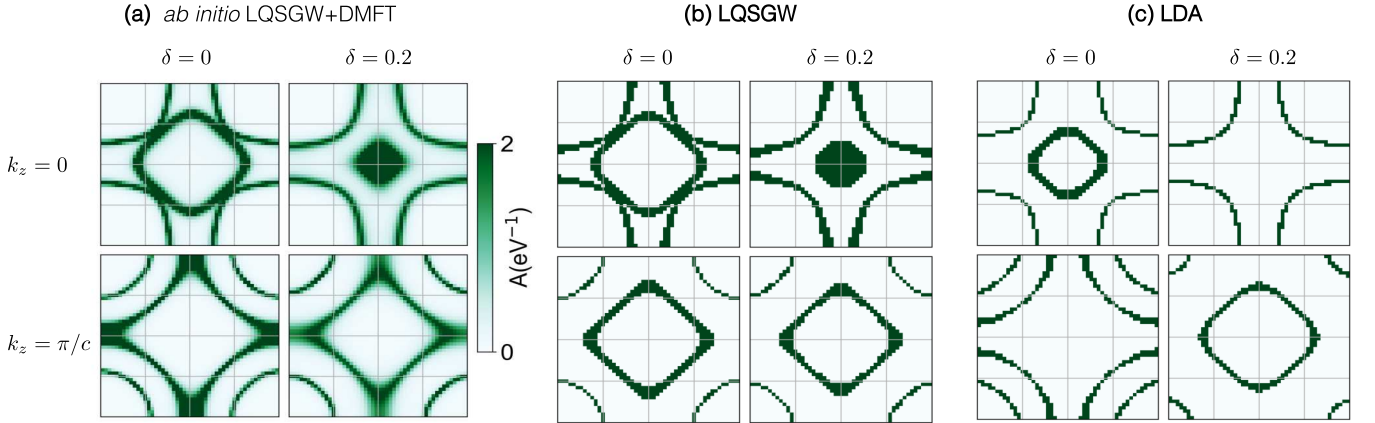 (a) ab initio LQSGW+DMFT
(b) LQSGW
(c) LDA
δ = 0
δ = 0.2
δ = 0
δ = 0.2
δ = 0
δ = 0.2
k_z = 0
2
A(eV⁻¹)
0
k_z = π/c